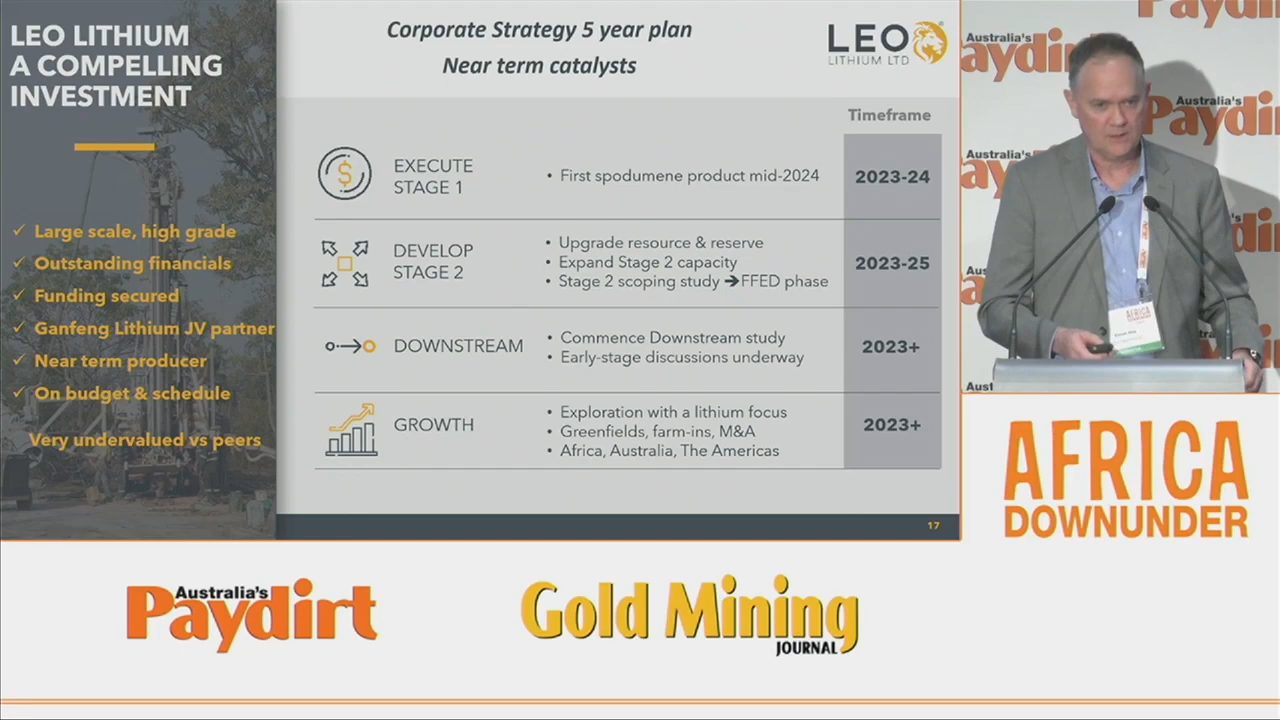 LEO LITHIUM
A COMPELLING
INVESTMENT
✓ Large scale, high grade
✓ Outstanding financials
✓ Funding secured
✓ Ganfeng Lithium JV partner
✓ Near term producer
✓ On budget & schedule
Very undervalued vs peers
Corporate Strategy 5 year plan
Near term catalysts
LEO
LITHIUM LTD
Timeframe
EXECUTE
STAGE 1
• First spodumene product mid-2024
2023-24
DEVELOP
STAGE 2
• Upgrade resource & reserve
• Expand Stage 2 capacity
• Stage 2 scoping study ➔FFED phase
2023-25
DOWNSTREAM
• Commence Downstream study
• Early-stage discussions underway
2023+
GROWTH
• Exploration with a lithium focus
• Greenfields, farm-ins, M&A
• Africa, Australia, The Americas
2023+
17
Australia's
Australia's
Australia's
AFRICA
DOWNUNDER
AFRICA
DOWNUNDER
Australia's
Paydirt
Gold Mining
JOURNAL